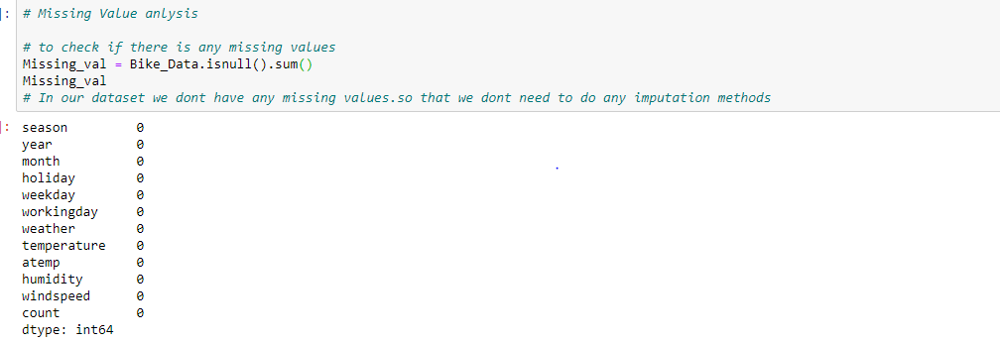 ]: # Missing Value anlysis
# to check if there is any missing values
Missing_val = Bike_Data.isnull().sum()
Missing_val
# In our dataset we dont have any missing values.so that we dont need to do any imputation methods
]: season 0
year 0
month 0
holiday 0
weekday 0
workingday 0
weather 0
temperature 0
atemp 0
humidity 0
windspeed 0
count 0
dtype: int64